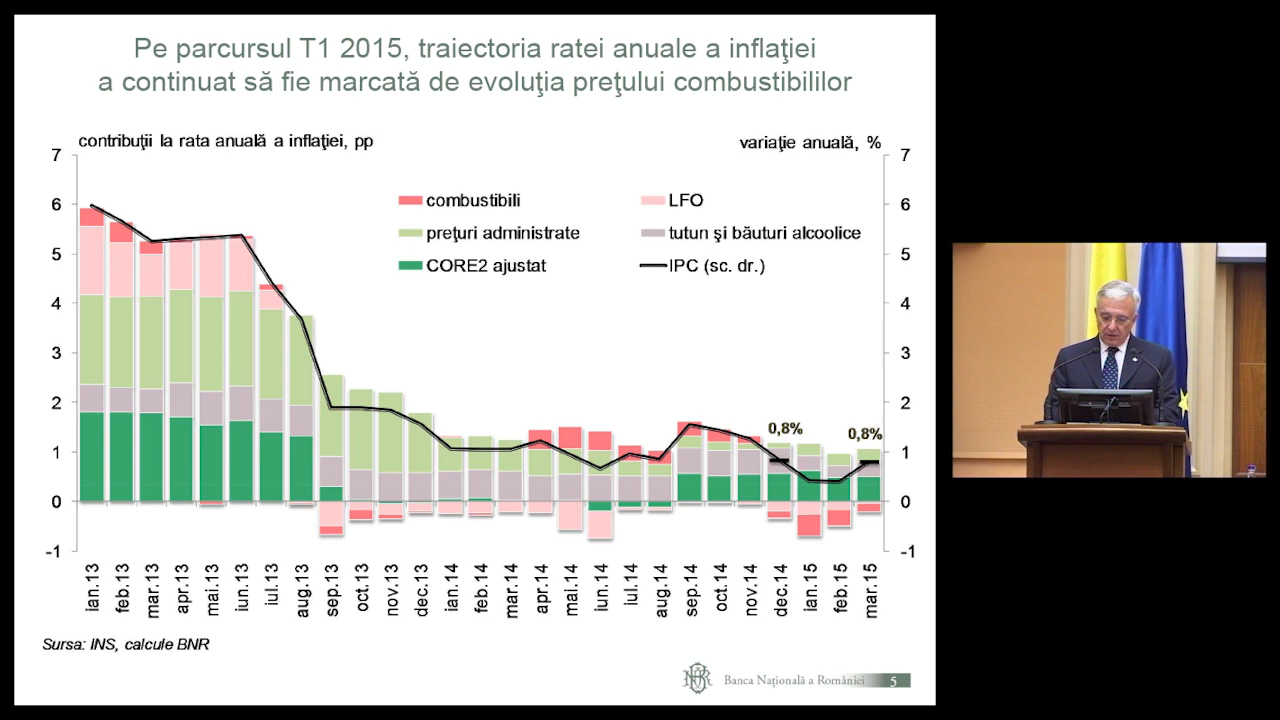 Pe parcursul T1 2015, traiectoria ratei anuale a inflaţiei
a continuat să fie marcată de evoluţia preţului combustibililor
contribuţii la rata anuală a inflaţiei, pp
variaţie anuală, %
7
6
5
4
3
2
1
0
-1
7
6
5
4
3
2
1
0
-1
combustibili
LFO
preţuri administrate
tutun şi băuturi alcoolice
CORE2 ajustat
IPC (sc. dr.)
0,8%
0,8%
ian.13
feb.13
mar.13
apr.13
mai.13
iun.13
iul.13
aug.13
sep.13
oct.13
nov.13
dec.13
ian.14
feb.14
mar.14
apr.14
mai.14
iun.14
iul.14
aug.14
sep.14
oct.14
nov.14
dec.14
ian.15
feb.15
mar.15
Sursa: INS, calcule BNR
Banca Naţională a României
5